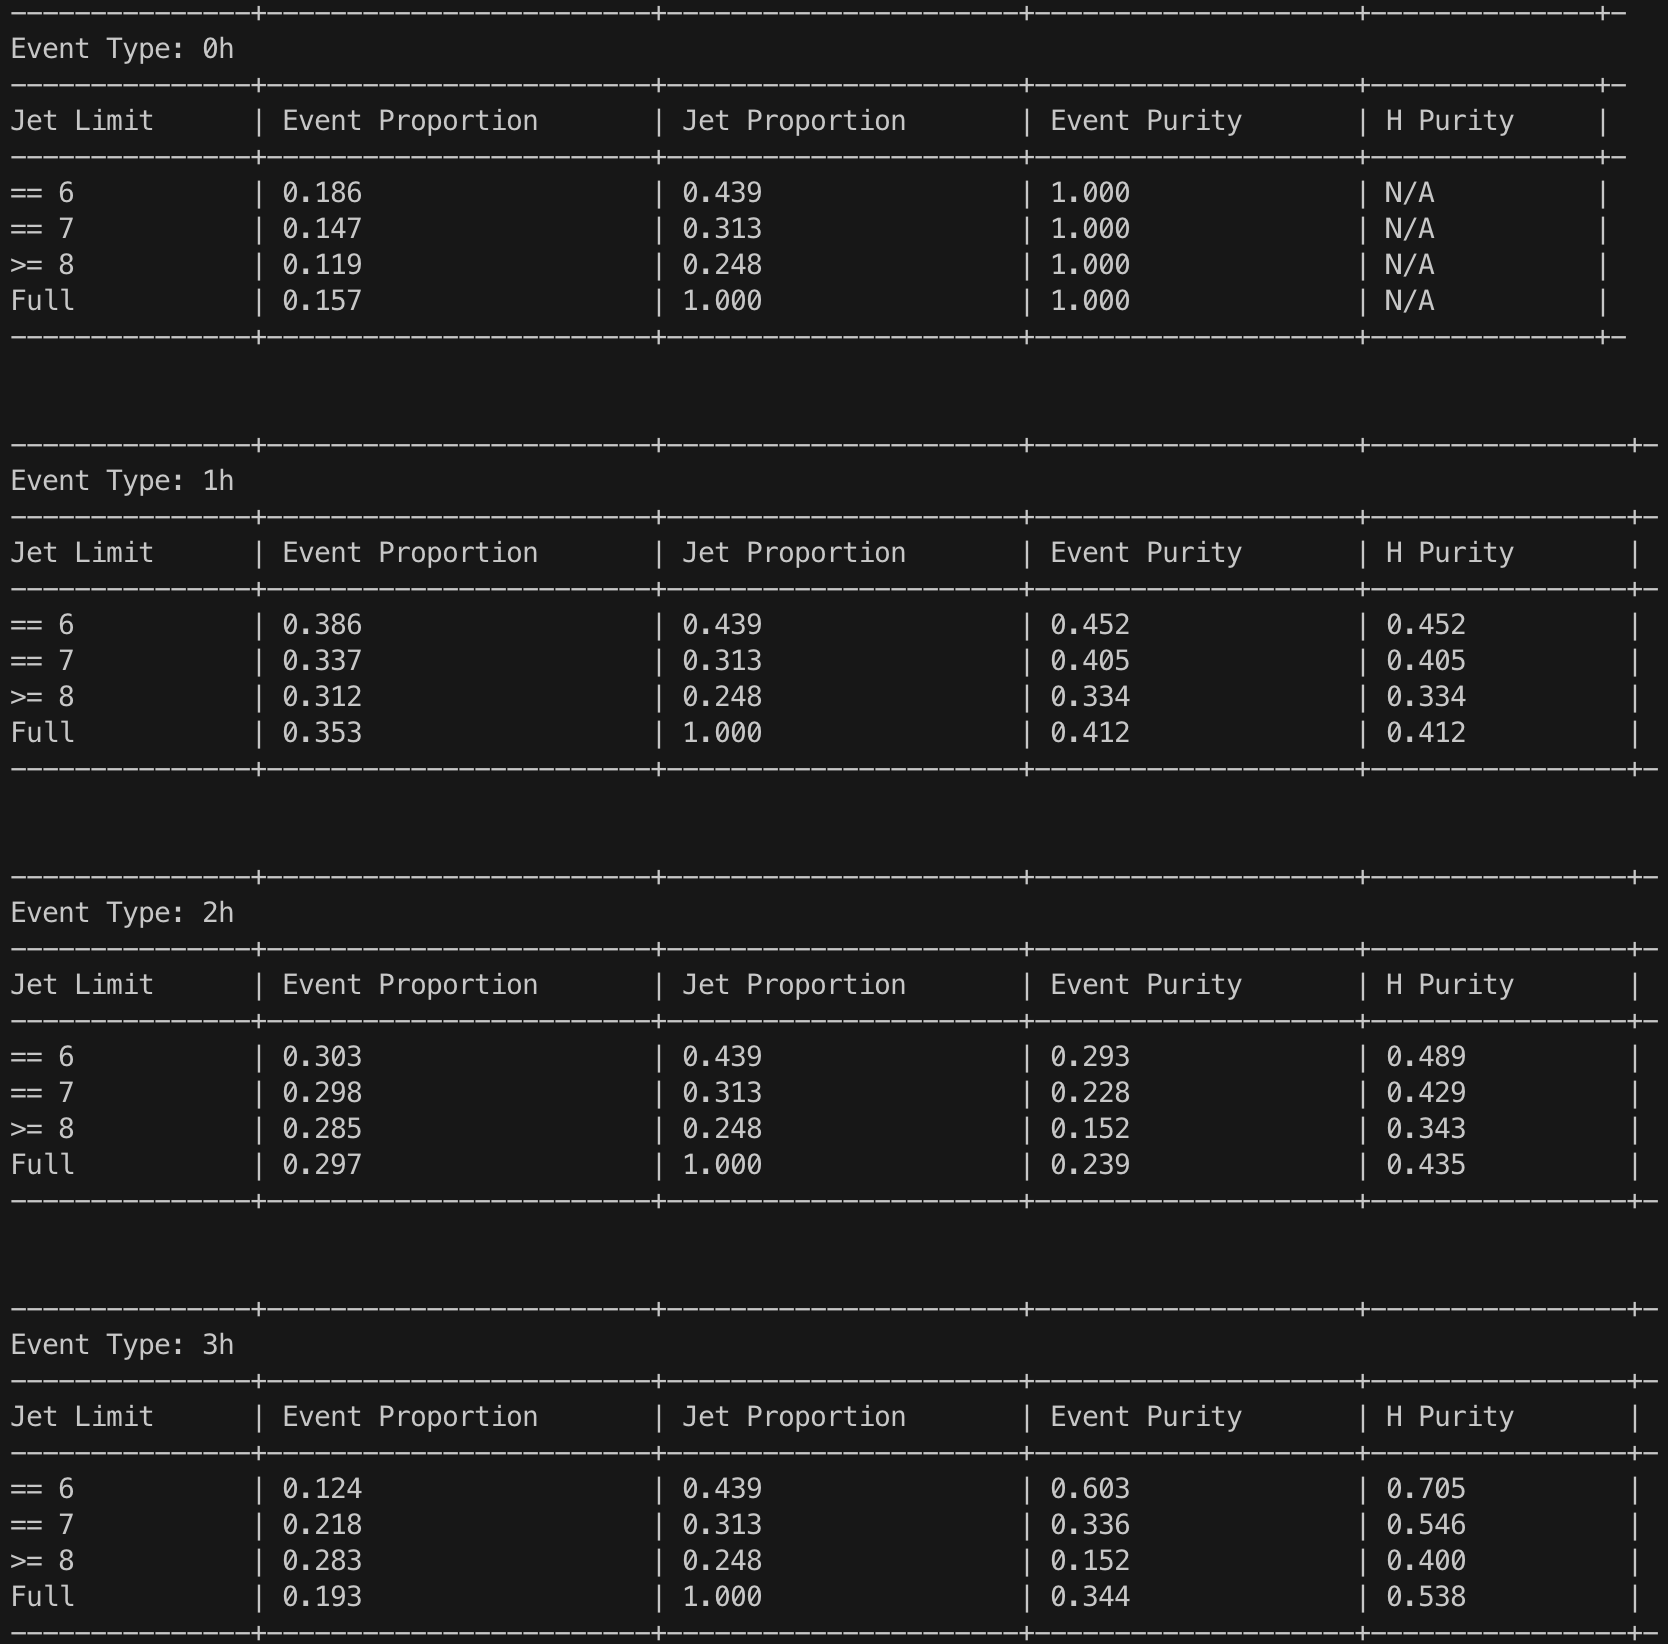 ---------------+-------------------------+-----------------------+--------------------+---------------+-
Event Type: 0h
---------------+-------------------------+-----------------------+--------------------+---------------+-
Jet Limit | Event Proportion | Jet Proportion | Event Purity | H Purity |
---------------+-------------------------+-----------------------+--------------------+---------------+-
== 6 | 0.186 | 0.439 | 1.000 | N/A |
== 7 | 0.147 | 0.313 | 1.000 | N/A |
>= 8 | 0.119 | 0.248 | 1.000 | N/A |
Full | 0.157 | 1.000 | 1.000 | N/A |
---------------+-------------------------+-----------------------+--------------------+---------------+-
---------------+-------------------------+-----------------------+--------------------+-----------------+-
Event Type: 1h
---------------+-------------------------+-----------------------+--------------------+-----------------+-
Jet Limit | Event Proportion | Jet Proportion | Event Purity | H Purity |
---------------+-------------------------+-----------------------+--------------------+-----------------+-
== 6 | 0.386 | 0.439 | 0.452 | 0.452 |
== 7 | 0.337 | 0.313 | 0.405 | 0.405 |
>= 8 | 0.312 | 0.248 | 0.334 | 0.334 |
Full | 0.353 | 1.000 | 0.412 | 0.412 |
---------------+-------------------------+-----------------------+--------------------+-----------------+-
---------------+-------------------------+-----------------------+--------------------+-----------------+-
Event Type: 2h
---------------+-------------------------+-----------------------+--------------------+-----------------+-
Jet Limit | Event Proportion | Jet Proportion | Event Purity | H Purity |
---------------+-------------------------+-----------------------+--------------------+-----------------+-
== 6 | 0.303 | 0.439 | 0.293 | 0.489 |
== 7 | 0.298 | 0.313 | 0.228 | 0.429 |
>= 8 | 0.285 | 0.248 | 0.152 | 0.343 |
Full | 0.297 | 1.000 | 0.239 | 0.435 |
---------------+-------------------------+-----------------------+--------------------+-----------------+-
---------------+-------------------------+-----------------------+--------------------+-----------------+-
Event Type: 3h
---------------+-------------------------+-----------------------+--------------------+-----------------+-
Jet Limit | Event Proportion | Jet Proportion | Event Purity | H Purity |
---------------+-------------------------+-----------------------+--------------------+-----------------+-
== 6 | 0.124 | 0.439 | 0.603 | 0.705 |
== 7 | 0.218 | 0.313 | 0.336 | 0.546 |
>= 8 | 0.283 | 0.248 | 0.152 | 0.400 |
Full | 0.193 | 1.000 | 0.344 | 0.538 |
---------------+-------------------------+-----------------------+--------------------+-----------------+-